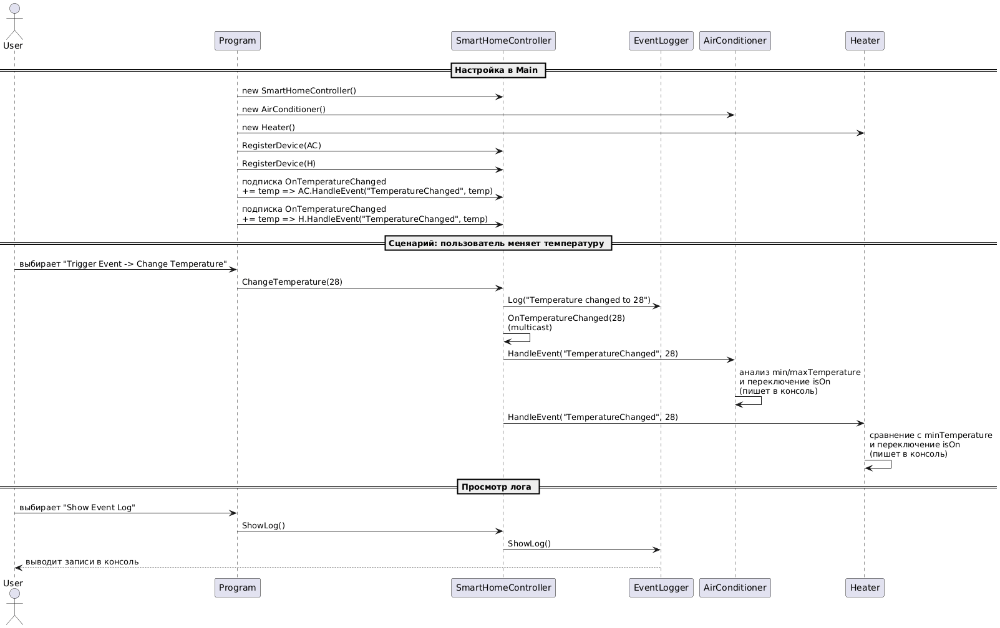 User
Program
SmartHomeController
EventLogger
AirConditioner
Heater
Настройка в Main
new SmartHomeController()
new AirConditioner()
new Heater()
RegisterDevice(AC)
RegisterDevice(H)
подписка OnTemperatureChanged
+= temp => AC.HandleEvent("TemperatureChanged", temp)
подписка OnTemperatureChanged
+= temp => H.HandleEvent("TemperatureChanged", temp)
Сценарий: пользователь меняет температуру
выбирает "Trigger Event -> Change Temperature"
ChangeTemperature(28)
Log("Temperature changed to 28")
OnTemperatureChanged(28)
(multicast)
HandleEvent("TemperatureChanged", 28)
анализ min/maxTemperature
и переключение isOn
(пишет в консоль)
HandleEvent("TemperatureChanged", 28)
сравнение с minTemperature
и переключение isOn
(пишет в консоль)
Просмотр лога
выбирает "Show Event Log"
ShowLog()
ShowLog()
выводит записи в консоль
User
Program
SmartHomeController
EventLogger
AirConditioner
Heater